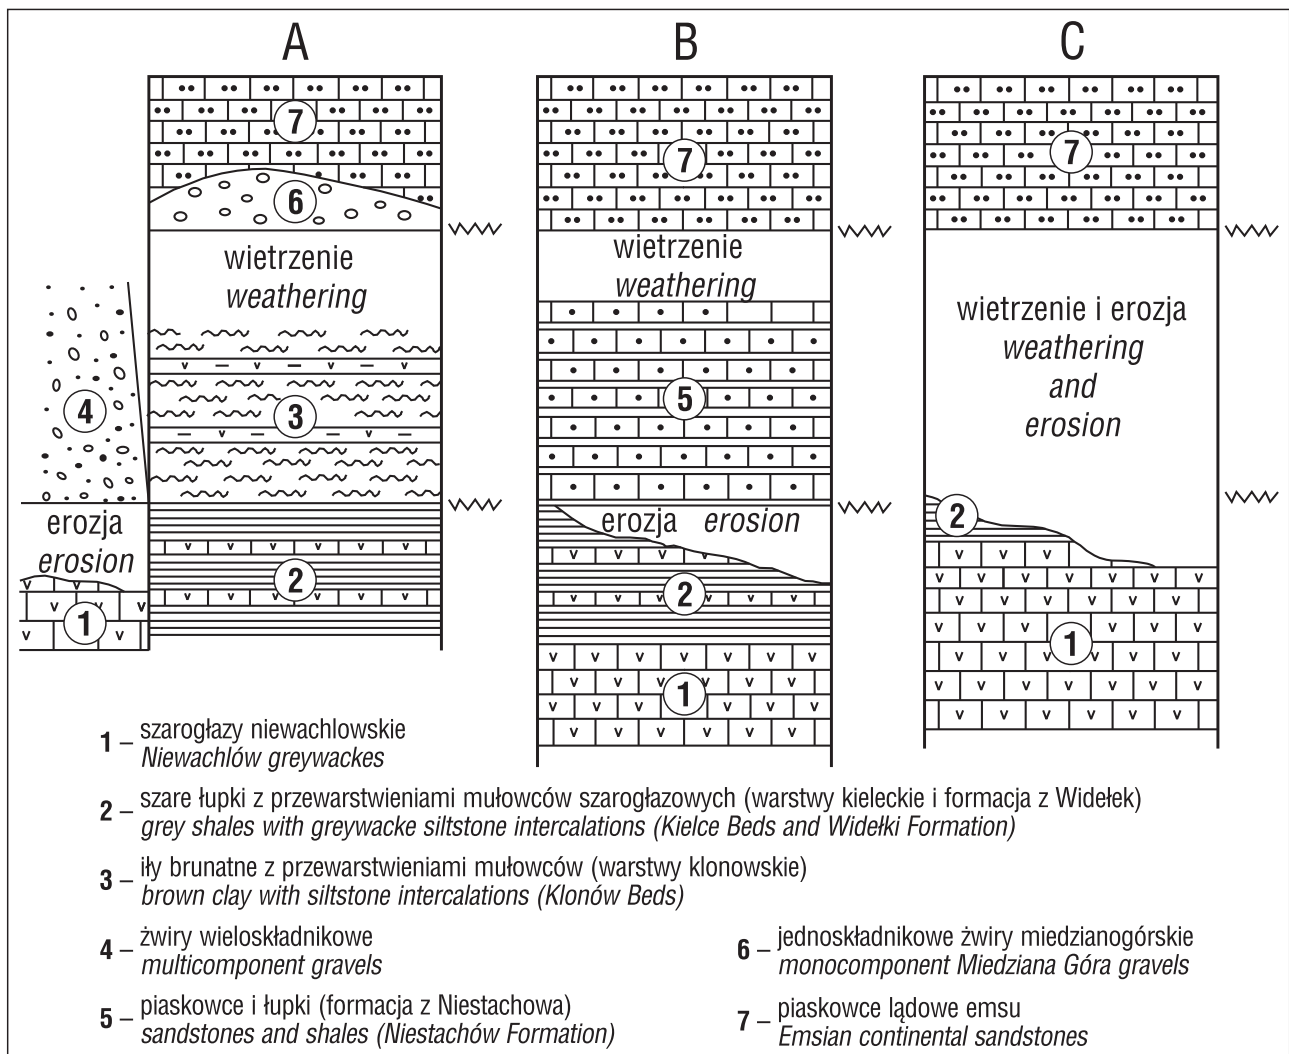 A
B
C
7
6
wietrzenie
weathering
4
3
erozja
erosion
2
1
7
wietrzenie
weathering
5
erozja erosion
2
1
7
wietrzenie i erozja
weathering
and
erosion
2
1
1 – szarogłazy niewachlowskie
Niewachlów greywackes
2 – szare łupki z przewarstwieniami mułowców szarogłazowych (warstwy kieleckie i formacja z Widełek)
grey shales with greywacke siltstone intercalations (Kielce Beds and Widełki Formation)
3 – iły brunatne z przewarstwieniami mułowców (warstwy klonowskie)
brown clay with siltstone intercalations (Klonów Beds)
4 – żwiry wieloskładnikowe
multicomponent gravels
5 – piaskowce i łupki (formacja z Niestachowa)
sandstones and shales (Niestachów Formation)
6 – jednoskładnikowe żwiry miedzianogórskie
monocomponent Miedziana Góra gravels
7 – piaskowce lądowe emsu
Emsian continental sandstones